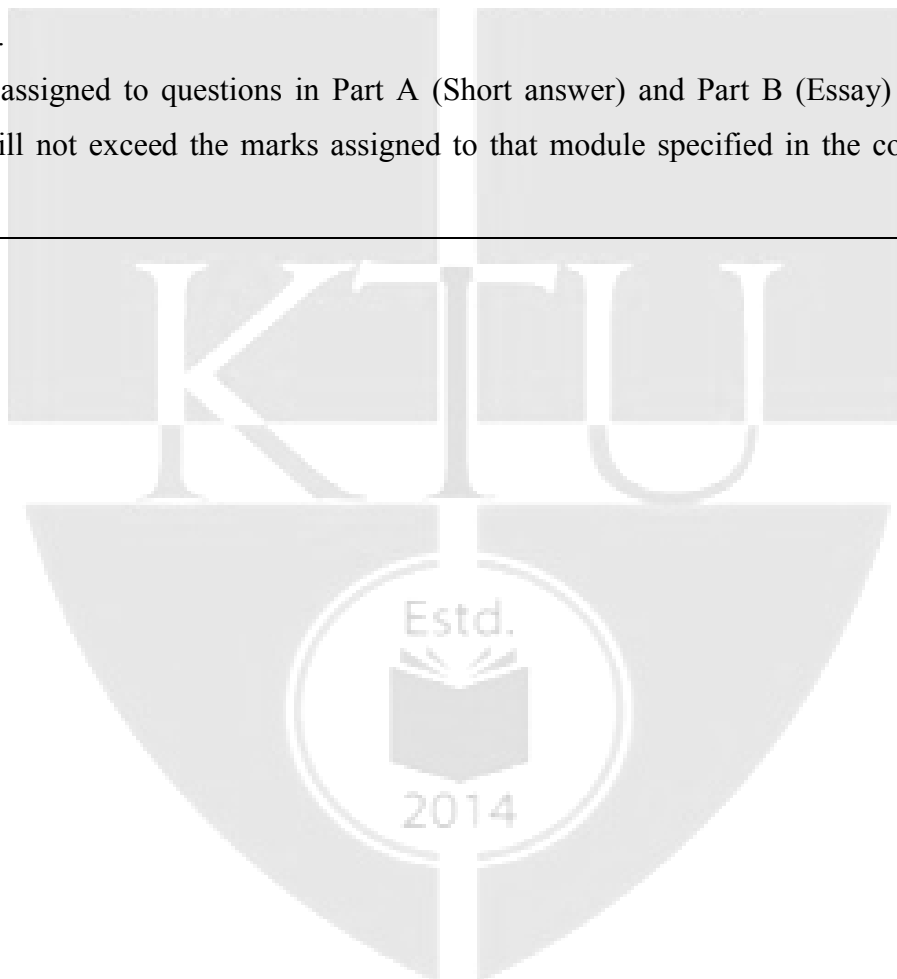 .
assigned to questions in Part A (Short answer) and Part B (Essay)
ill not exceed the marks assigned to that module specified in the co
KTU
Estd.
2014